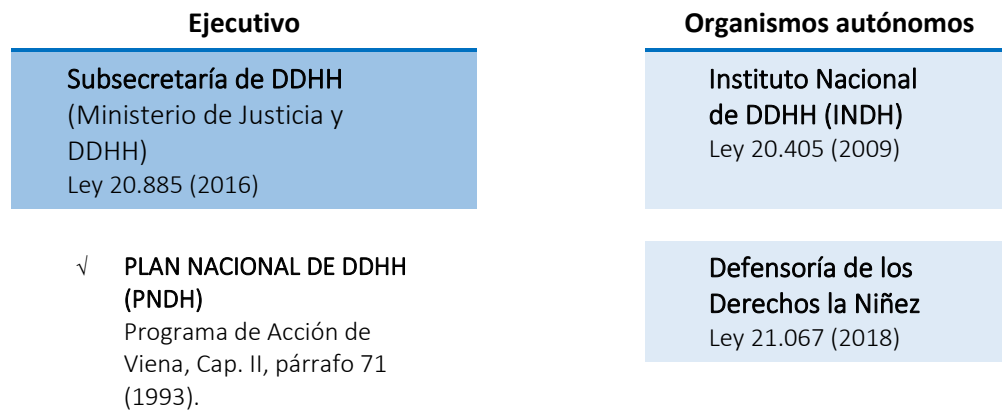 Ejecutivo
Subsecretaría de DDHH
(Ministerio de Justicia y
DDHH)
Ley 20.885 (2016)
√ PLAN NACIONAL DE DDHH
(PNDH)
Programa de Acción de
Viena, Cap. II, párrafo 71
(1993).
Organismos autónomos
Instituto Nacional
de DDHH (INDH)
Ley 20.405 (2009)
Defensoría de los
Derechos la Niñez
Ley 21.067 (2018)